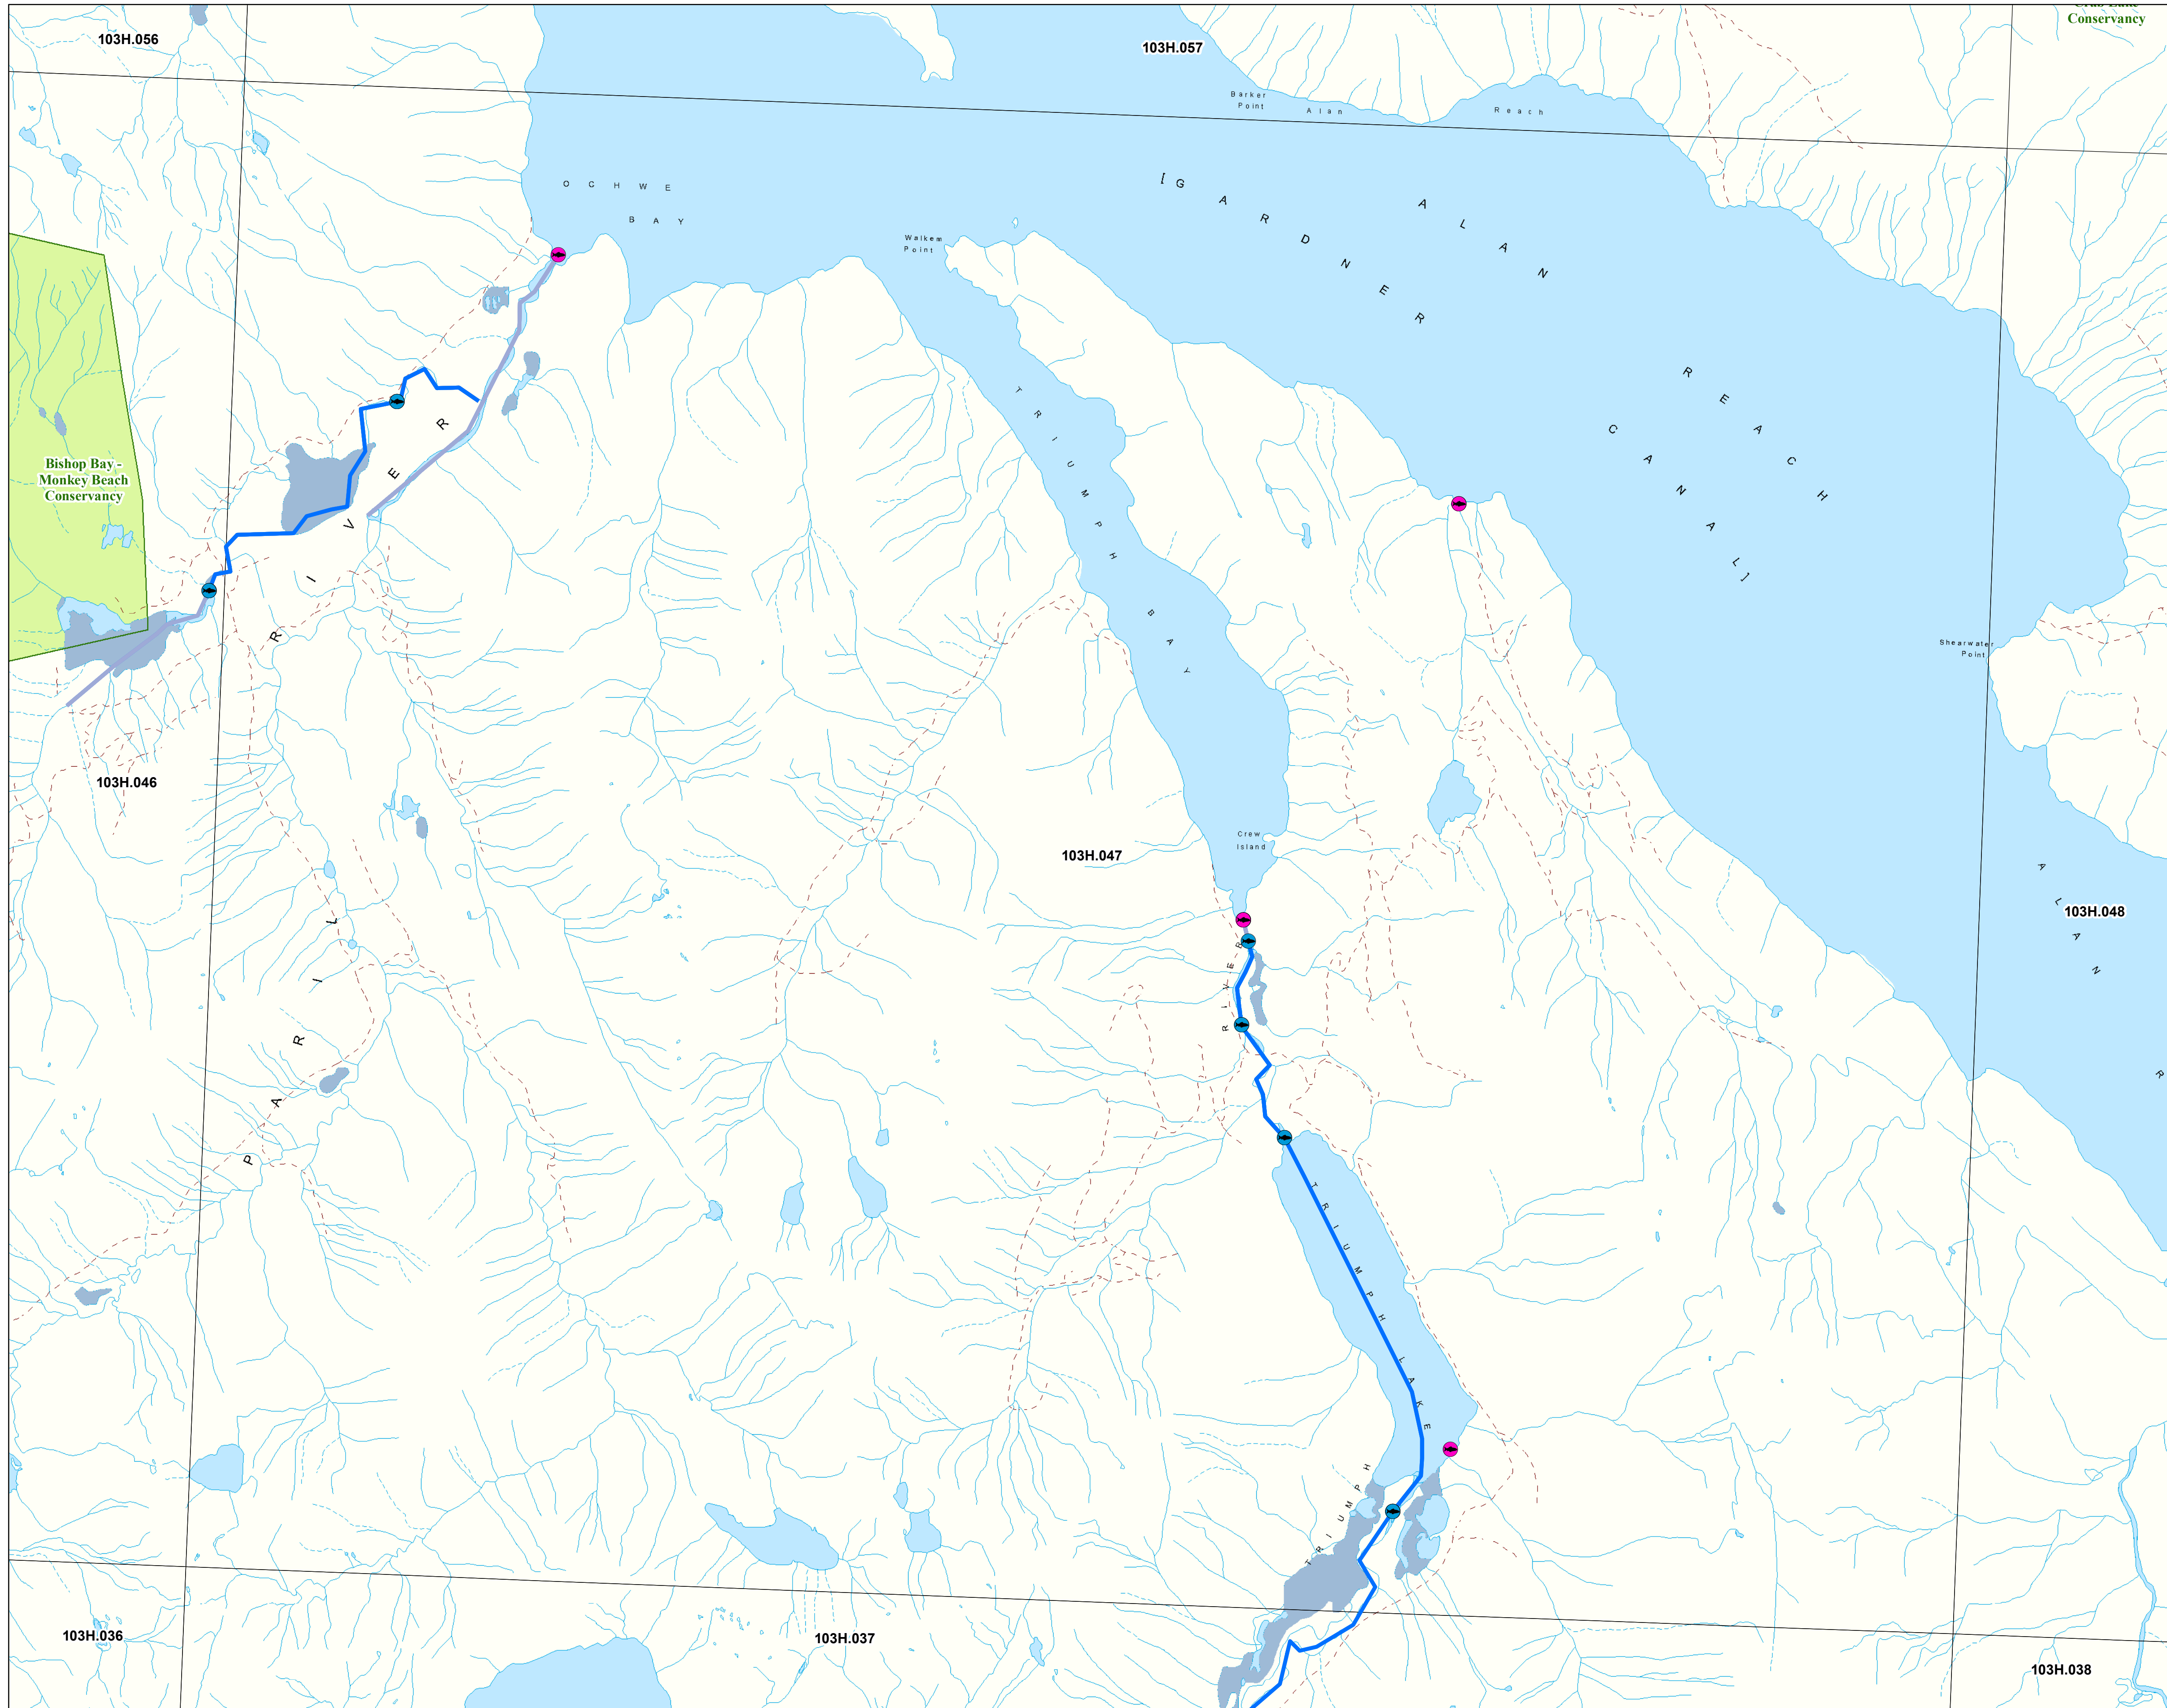 103H.056
103H.057
Conservancy
Barker
Point
Alan Reach
OCHWE
BAY
[GARDNER CANAL]
ALAN REACH
Walkem
Point
TRIUMPH BAY
Bishop Bay -
Monkey Beach
Conservancy
Shearwater
Point
103H.046
Crew
Island
103H.047
103H.048
ALAN R
PARRIL RIVER
TRIUMPH RIVER
TRIUMPH LAKE
103H.036
103H.037
103H.038